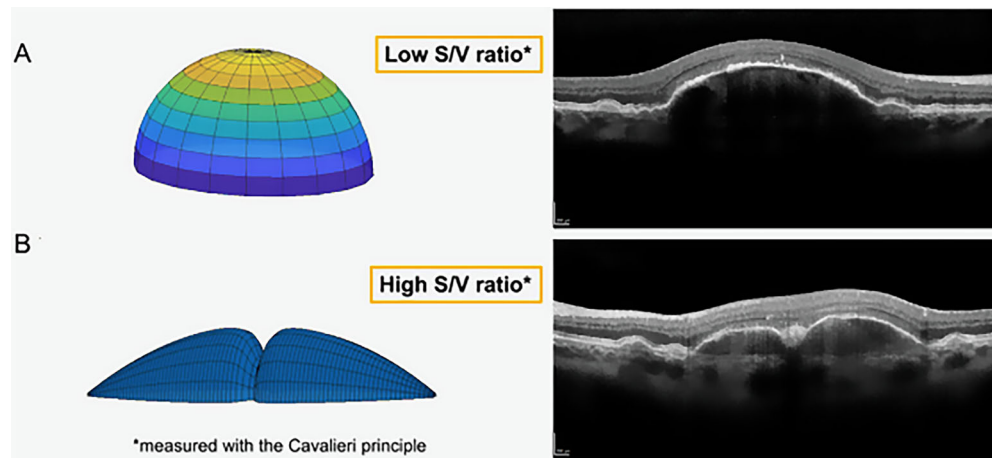 A
Low S/V ratio*
B
High S/V ratio*
*measured with the Cavalieri principle